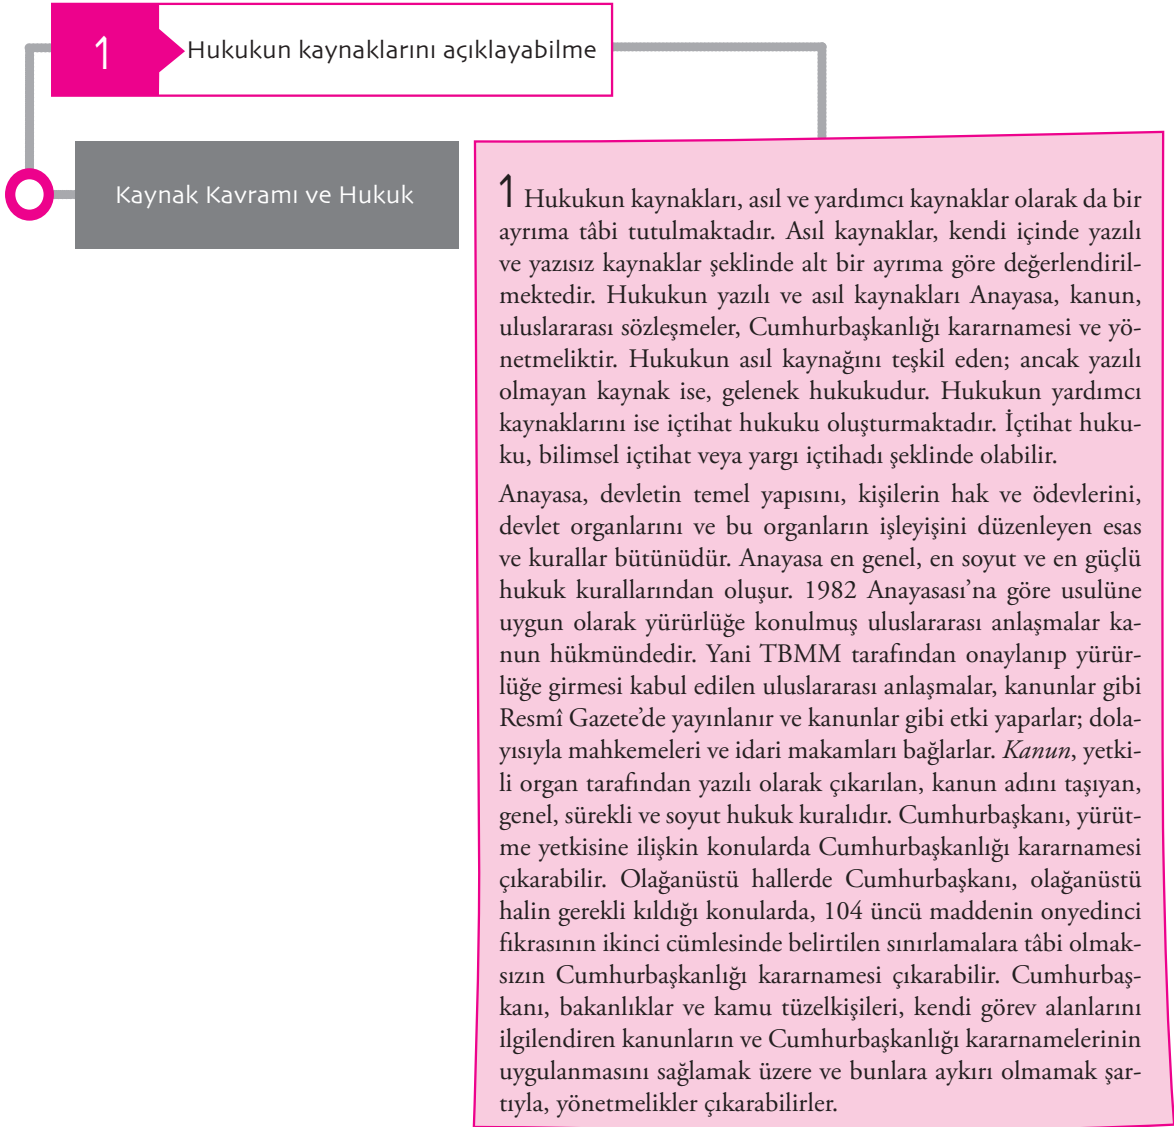 1
Hukukun kaynaklarını açıklayabilme
Kaynak Kavramı ve Hukuk
1 Hukukun kaynakları, asıl ve yardımcı kaynaklar olarak da bir
ayrıma tâbi tutulmaktadır. Asıl kaynaklar, kendi içinde yazılı
ve yazısız kaynaklar şeklinde alt bir ayrıma göre değerlendiril-
mektedir. Hukukun yazılı ve asıl kaynakları Anayasa, kanun,
uluslararası sözleşmeler, Cumhurbaşkanlığı kararnamesi ve yö-
netmeliktir. Hukukun asıl kaynağını teşkil eden; ancak yazılı
olmayan kaynak ise, gelenek hukukudur. Hukukun yardımcı
kaynaklarını ise içtihat hukuku oluşturmaktadır. İçtihat huku-
ku, bilimsel içtihat veya yargı içtihadı şeklinde olabilir.
Anayasa, devletin temel yapısını, kişilerin hak ve ödevlerini,
devlet organlarını ve bu organların işleyişini düzenleyen esas
ve kurallar bütünüdür. Anayasa en genel, en soyut ve en güçlü
hukuk kurallarından oluşur. 1982 Anayasası’na göre usulüne
uygun olarak yürürlüğe konulmuş uluslararası anlaşmalar ka-
nun hükmündedir. Yani TBMM tarafından onaylanıp yürür-
lüğe girmesi kabul edilen uluslararası anlaşmalar, kanunlar gibi
Resmî Gazete’de yayınlanır ve kanunlar gibi etki yaparlar; dola-
yısıyla mahkemeleri ve idari makamları bağlarlar. Kanun, yetki-
li organ tarafından yazılı olarak çıkarılan, kanun adını taşıyan,
genel, sürekli ve soyut hukuk kuralıdır. Cumhurbaşkanı, yürüt-
me yetkisine ilişkin konularda Cumhurbaşkanlığı kararnamesi
çıkarabilir. Olağanüstü hallerde Cumhurbaşkanı, olağanüstü
halin gerekli kıldığı konularda, 104 üncü maddenin onyedinci
fıkrasının ikinci cümlesinde belirtilen sınırlamalara tâbi olmak-
sızın Cumhurbaşkanlığı kararnamesi çıkarabilir. Cumhurbaş-
kanı, bakanlıklar ve kamu tüzelkişileri, kendi görev alanlarını
ilgilendiren kanunların ve Cumhurbaşkanlığı kararnamelerinin
uygulanmasını sağlamak üzere ve bunlara aykırı olmamak şar-
tıyla, yönetmelikler çıkarabilirler.